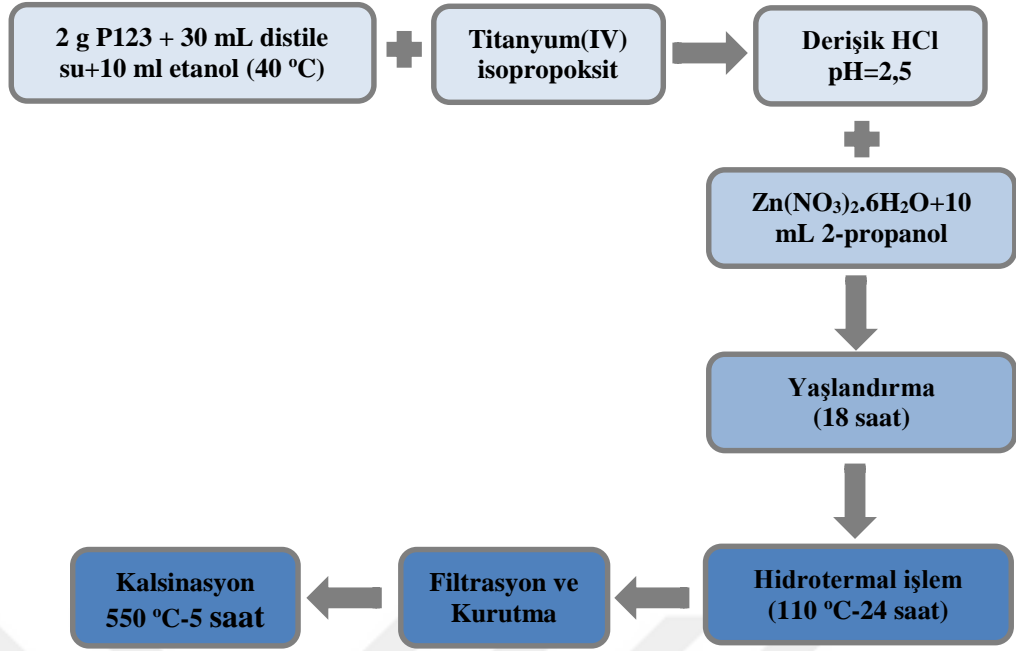 2 g P123 + 30 mL distile
su+10 ml etanol (40 ºC)
Titanyum(IV)
isopropoksit
Derişik HCl
pH=2,5
Zn(NO₃)₂.6H₂O+10
mL 2-propanol
Yaşlandırma
(18 saat)
Hidrotermal işlem
(110 ºC-24 saat)
Filtrasyon ve
Kurutma
Kalsinasyon
550 ºC-5 saat